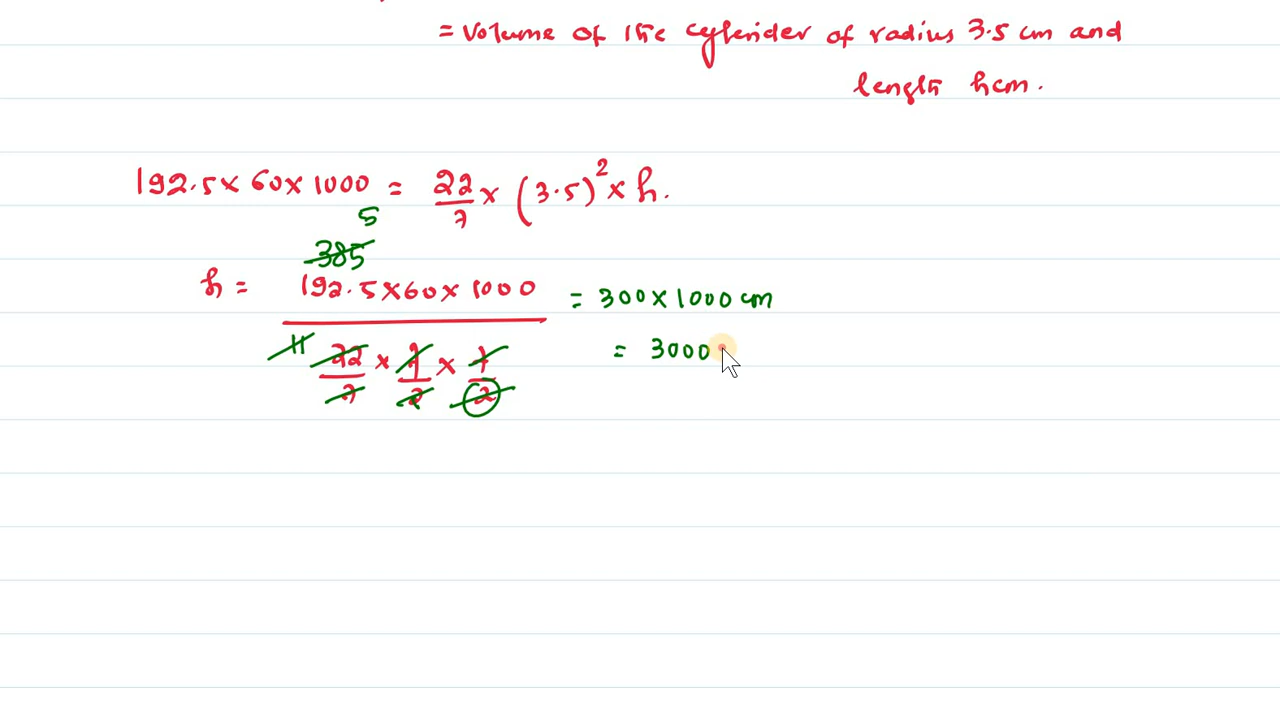 = Volume of the cylinder of radius 3.5 cm and
length h cm.
192.5 × 60 × 1000 = 22/7 × (3.5)² × h.
5
385
h = 192.5 × 60 × 1000 = 300 × 1000 cm
11 22/7 × 7/2 × 7/2
= 3000